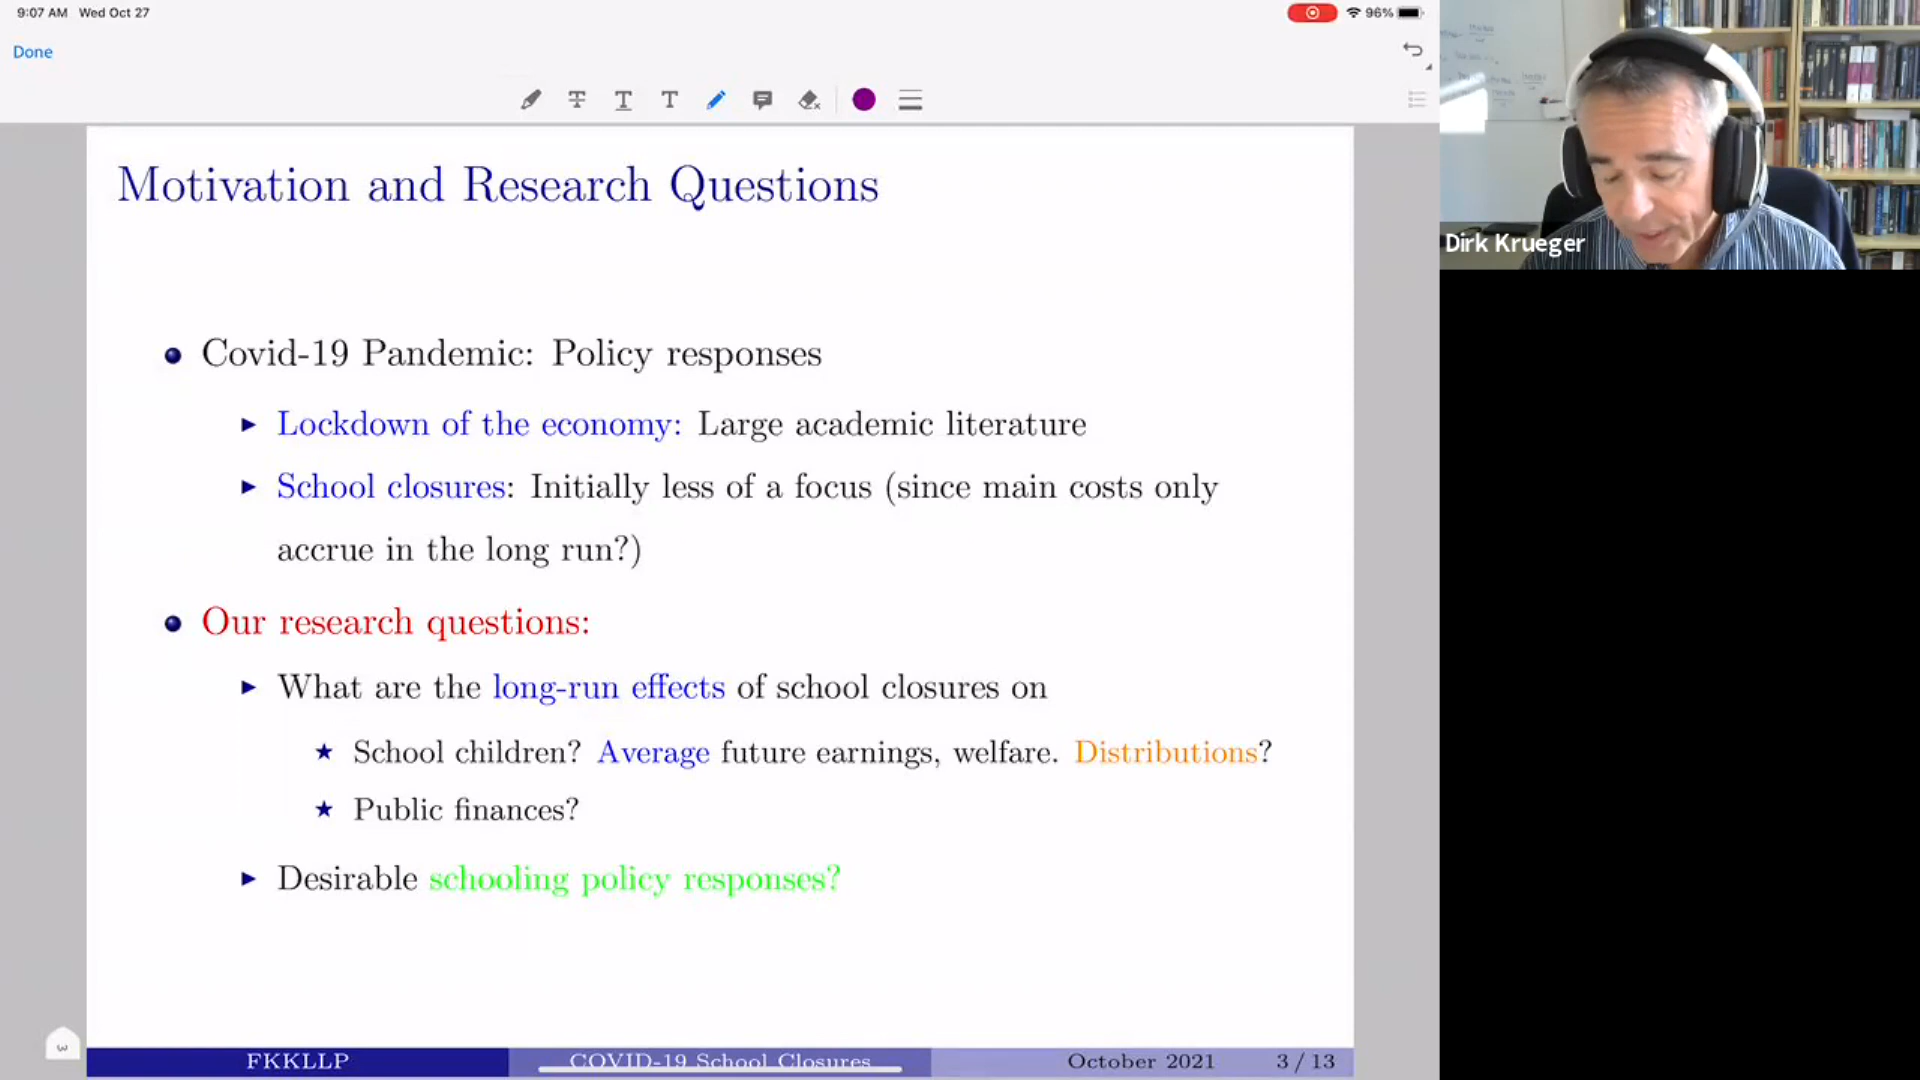 9:07 AM Wed Oct 27
96%
Done
Motivation and Research Questions
Covid-19 Pandemic: Policy responses
Lockdown of the economy: Large academic literature
School closures: Initially less of a focus (since main costs only
accrue in the long run?)
Our research questions:
What are the long-run effects of school closures on
School children? Average future earnings, welfare. Distributions?
Public finances?
Desirable schooling policy responses?
3
FKKLLP COVID-19 School Closures October 2021 3 / 13
Dirk Krueger